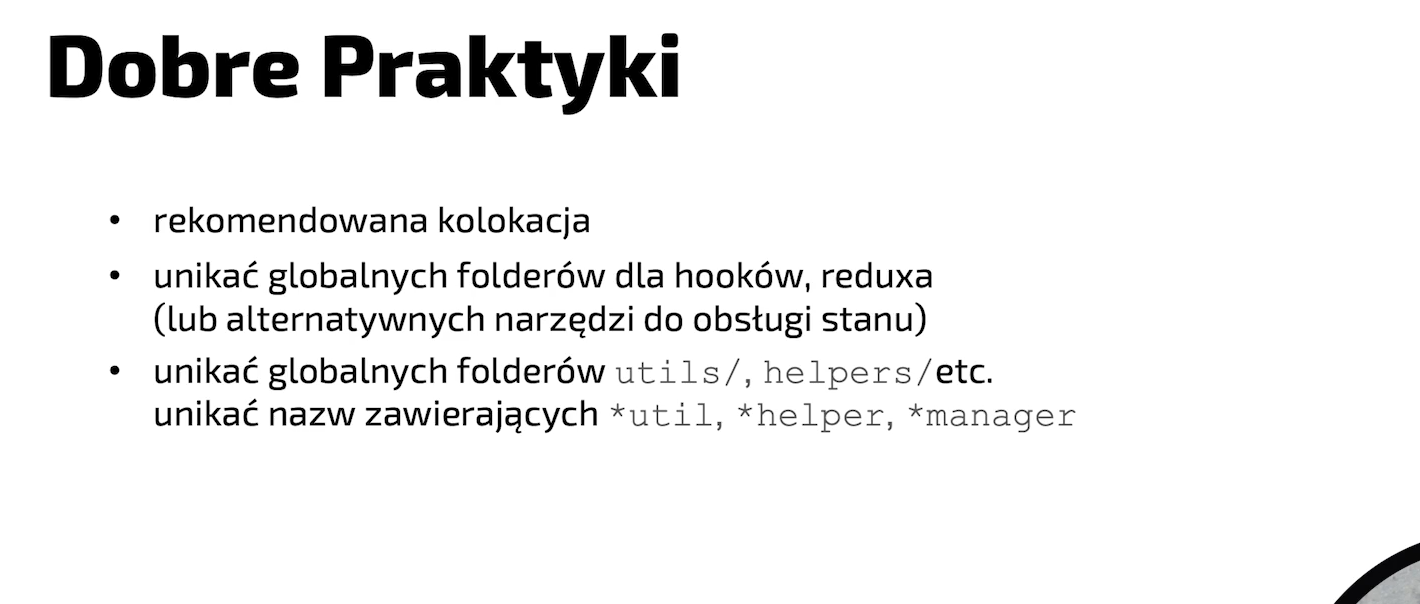 Dobre Praktyki
• rekomendowana kolokacja
• unikać globalnych folderów dla hooków, reduxa
(lub alternatywnych narzędzi do obsługi stanu)
• unikać globalnych folderów utils/, helpers/etc.
unikać nazw zawierających *util, *helper, *manager